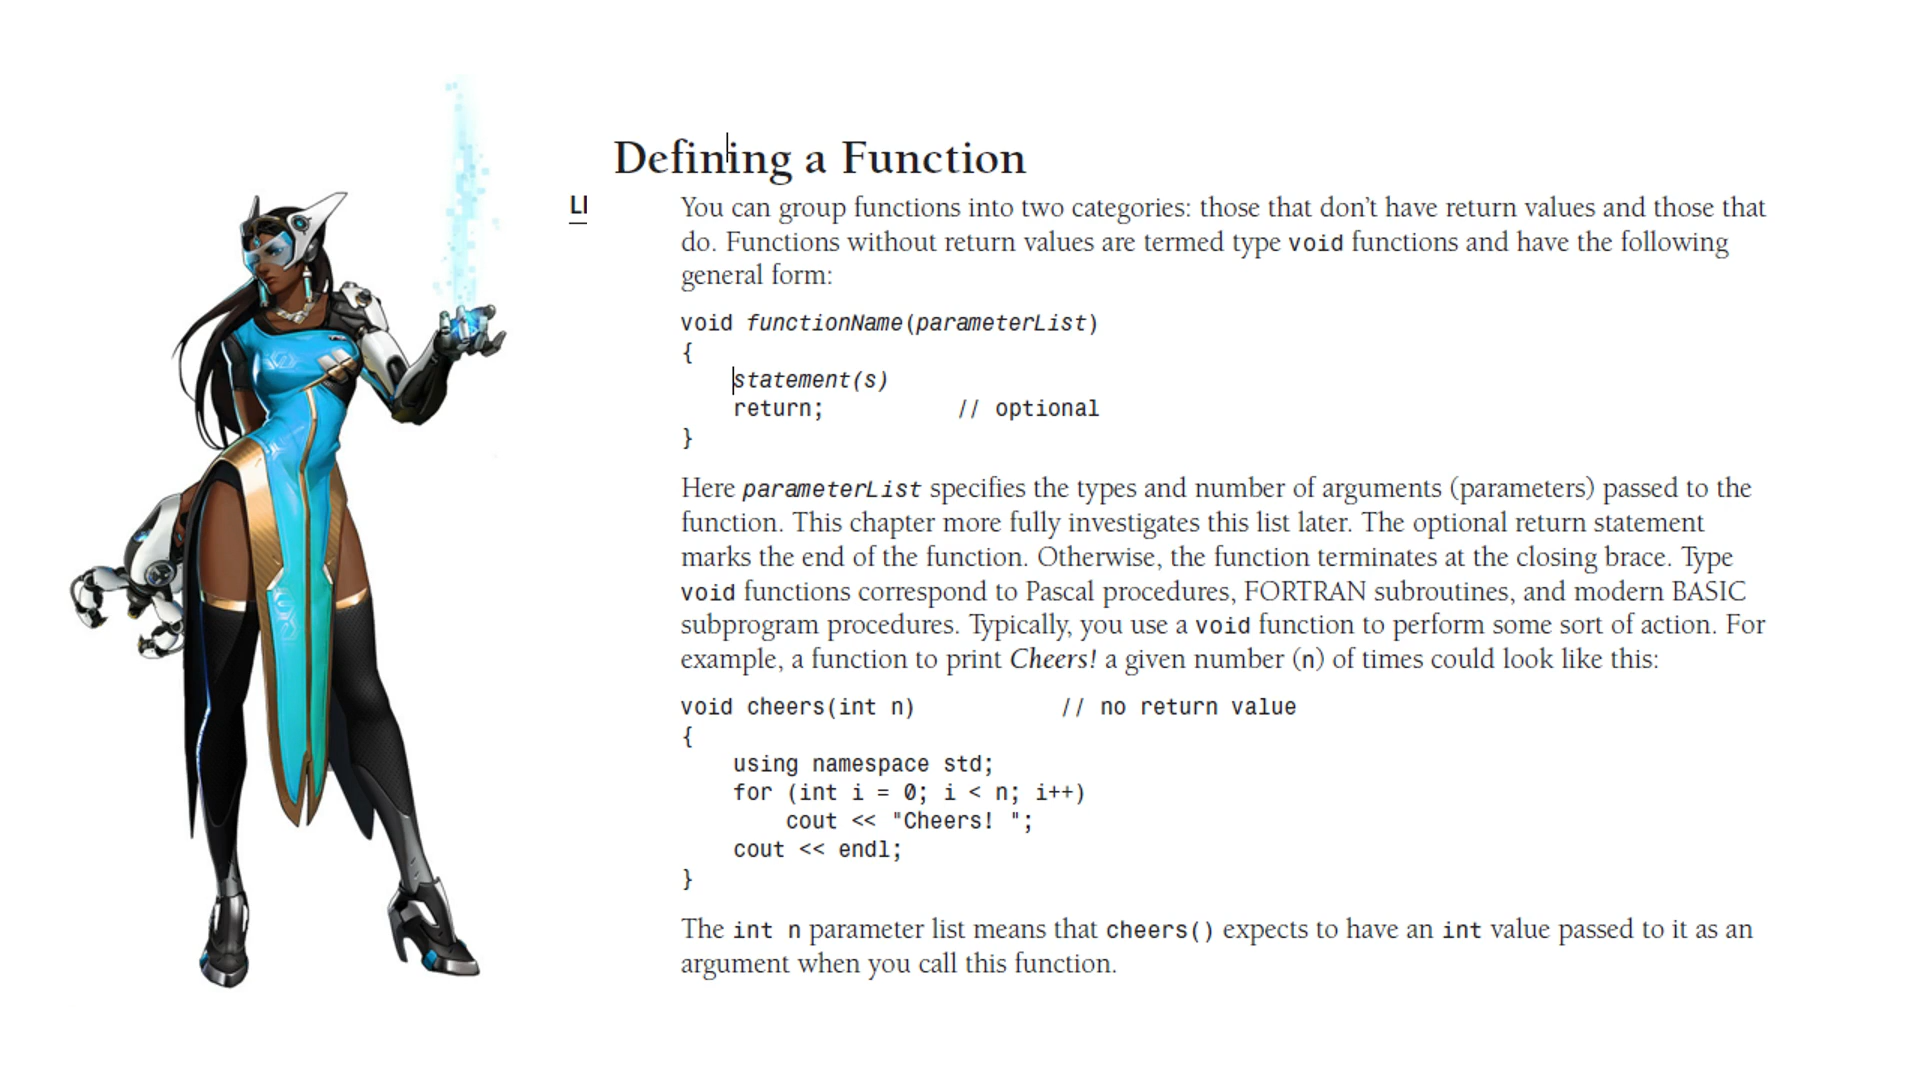 Defining a Function
LI
You can group functions into two categories: those that don't have return values and those that
do. Functions without return values are termed type void functions and have the following
general form:
void functionName(parameterList)
{
    statement(s)
    return;          // optional
}
Here parameterList specifies the types and number of arguments (parameters) passed to the
function. This chapter more fully investigates this list later. The optional return statement
marks the end of the function. Otherwise, the function terminates at the closing brace. Type
void functions correspond to Pascal procedures, FORTRAN subroutines, and modern BASIC
subprogram procedures. Typically, you use a void function to perform some sort of action. For
example, a function to print Cheers! a given number (n) of times could look like this:
void cheers(int n)           // no return value
{
    using namespace std;
    for (int i = 0; i < n; i++)
        cout << "Cheers! ";
    cout << endl;
}
The int n parameter list means that cheers() expects to have an int value passed to it as an
argument when you call this function.